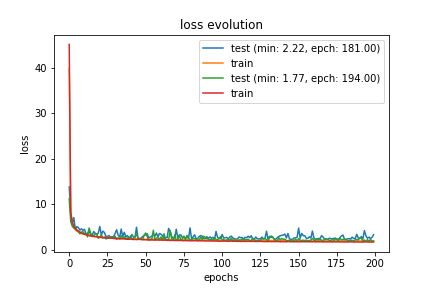 loss evolution
test (min: 2.22, epch: 181.00)
train
test (min: 1.77, epch: 194.00)
train
loss
40
30
20
10
0
0 25 50 75 100 125 150 175 200
epochs